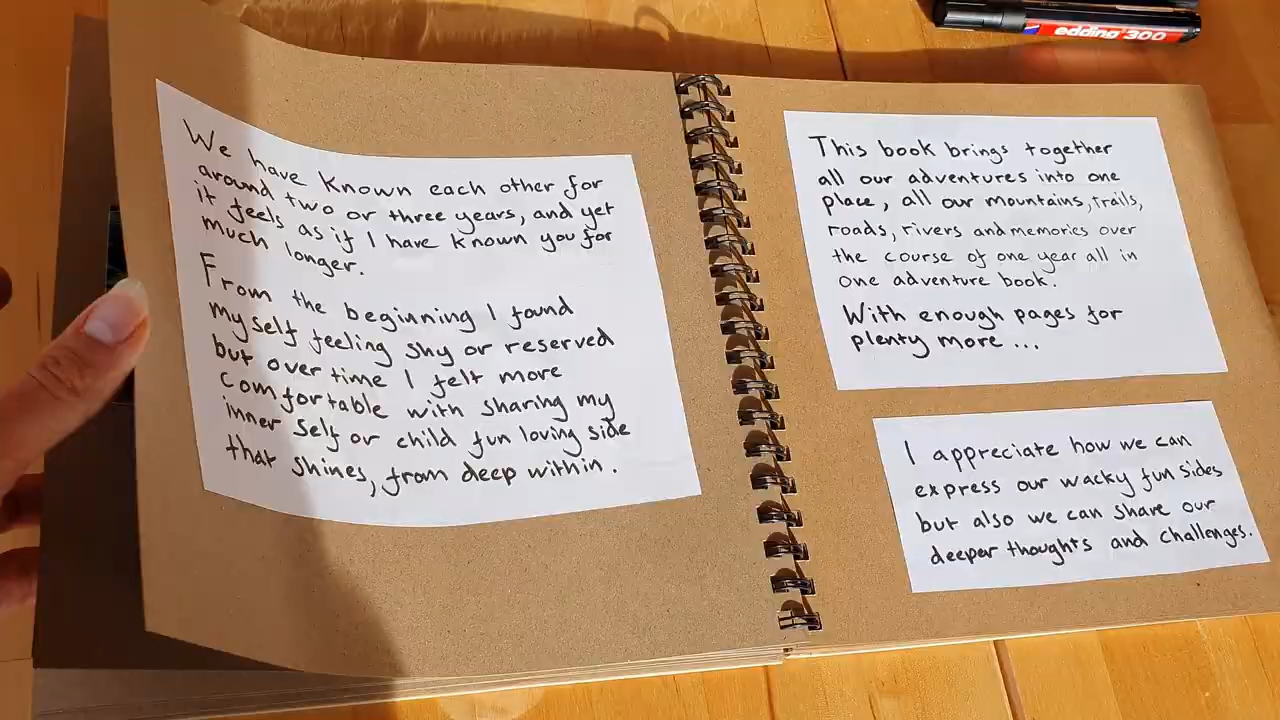 We have known each other for
around two or three years, and yet
it feels as if I have known you for
much longer.
From the beginning I found
myself feeling shy or reserved
but over time I felt more
comfortable with sharing my
inner self or child fun loving side
that shines, from deep within.
This book brings together
all our adventures into one
place, all our mountains, trails,
roads, rivers and memories over
the course of one year all in
one adventure book.
With enough pages for
plenty more ...
I appreciate how we can
express our wacky fun sides
but also we can share our
deeper thoughts and challenges.
edding 300